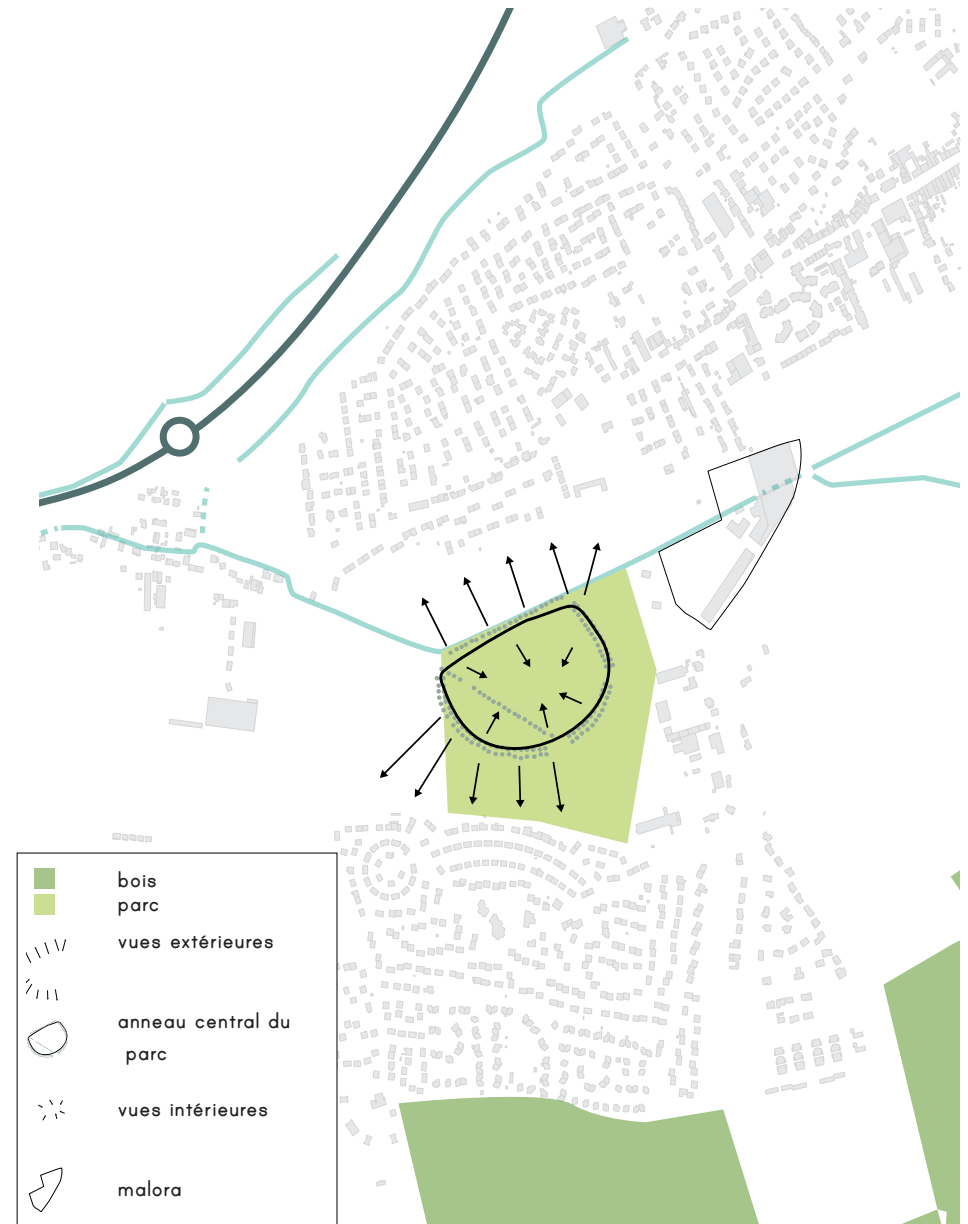 bois
parc
vues extérieures
anneau central du
parc
vues intérieures
malora